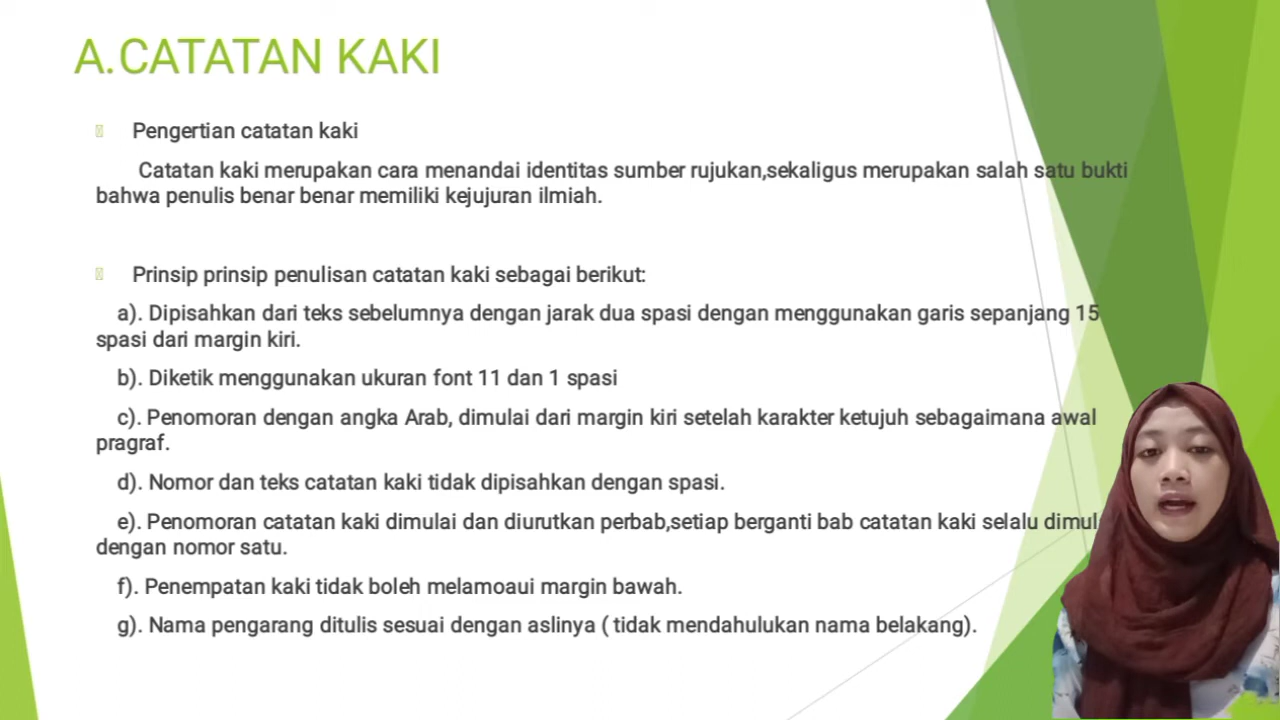 A.CATATAN KAKI
Pengertian catatan kaki
Catatan kaki merupakan cara menandai identitas sumber rujukan,sekaligus merupakan salah satu bukti
bahwa penulis benar benar memiliki kejujuran ilmiah.
Prinsip prinsip penulisan catatan kaki sebagai berikut:
a). Dipisahkan dari teks sebelumnya dengan jarak dua spasi dengan menggunakan garis sepanjang 15
spasi dari margin kiri.
b). Diketik menggunakan ukuran font 11 dan 1 spasi
c). Penomoran dengan angka Arab, dimulai dari margin kiri setelah karakter ketujuh sebagaimana awal
pragraf.
d). Nomor dan teks catatan kaki tidak dipisahkan dengan spasi.
e). Penomoran catatan kaki dimulai dan diurutkan perbab,setiap berganti bab catatan kaki selalu
dengan nomor satu.
f). Penempatan kaki tidak boleh melamoaui margin bawah.
g). Nama pengarang ditulis sesuai dengan aslinya ( tidak mendahulukan nama belakang).